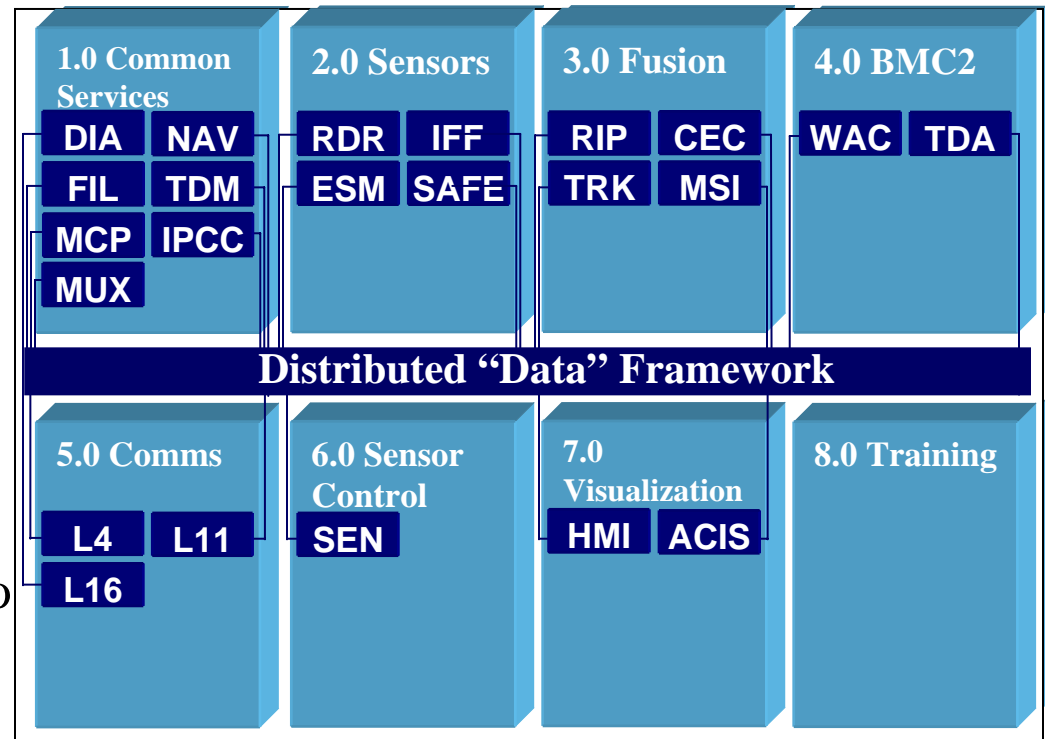 1.0 Common
Services
DIA NAV
FIL TDM
MCP IPCC
MUX
2.0 Sensors
RDR IFF
ESM SAFE
3.0 Fusion
RIP CEC
TRK MSI
4.0 BMC2
WAC TDA
Distributed “Data” Framework
5.0 Comms
L4 L11
L16
6.0 Sensor
Control
SEN
7.0
Visualization
HMI ACIS
8.0 Training